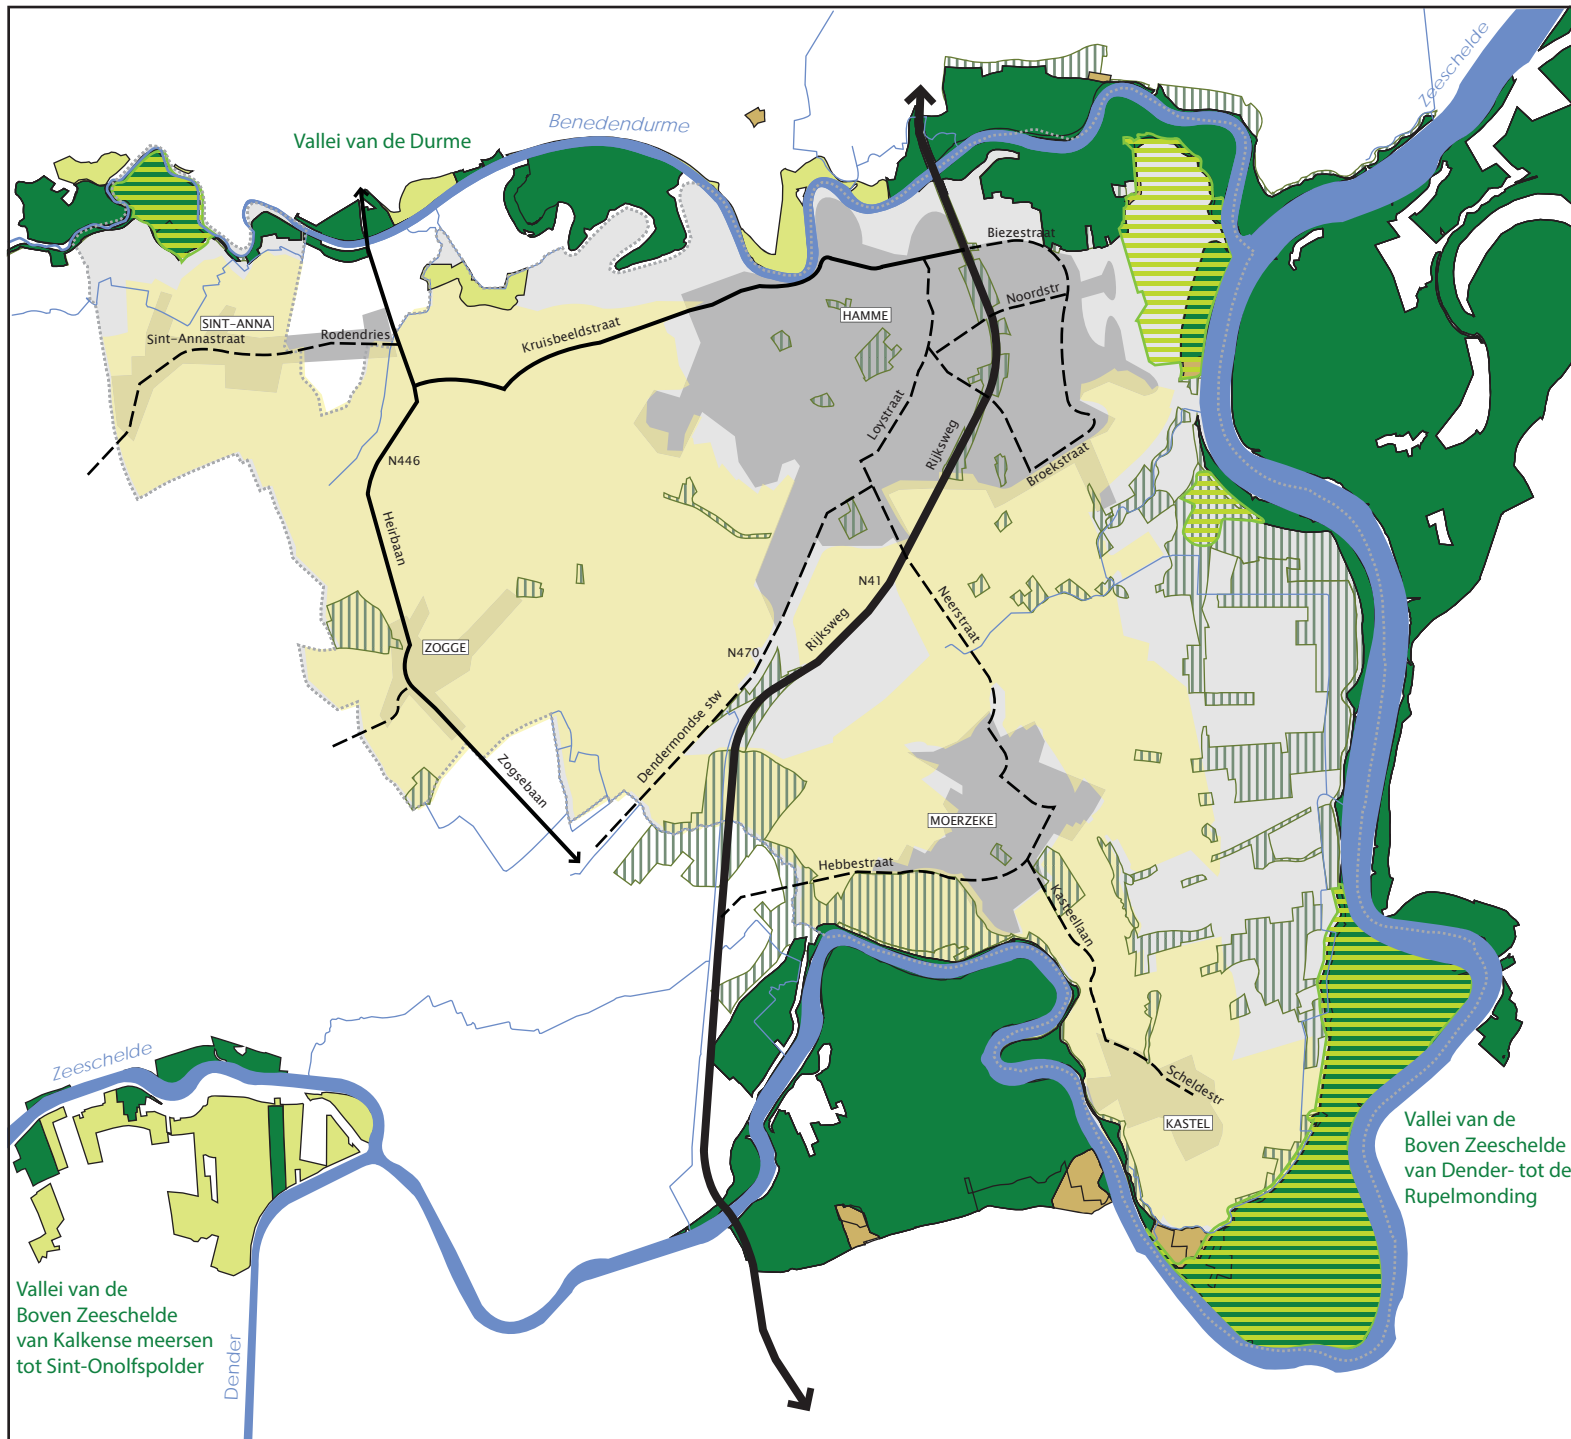 Zeeschelde
Benedendurme
Vallei van de Durme
Biezestraat
Noordstr
HAMME
SINT-ANNA
Sint-Annastraat
Rodendries
Kruisbeeldstraat
Loystraat
Rijksweg
Broekstraat
N446
Heirbaan
N41
Neerstraat
Rijksweg
ZOGGE
N470
Dendermondse stw
Zogsebaan
MOERZEKE
Hebbestraat
Kasteellaan
Zeeschelde
Scheldestr
KASTEL
Vallei van de
Boven Zeeschelde
van Dender- tot de
Rupelmonding
Vallei van de
Boven Zeeschelde
van Kalkense meersen
tot Sint-Onolfspolder
Dender